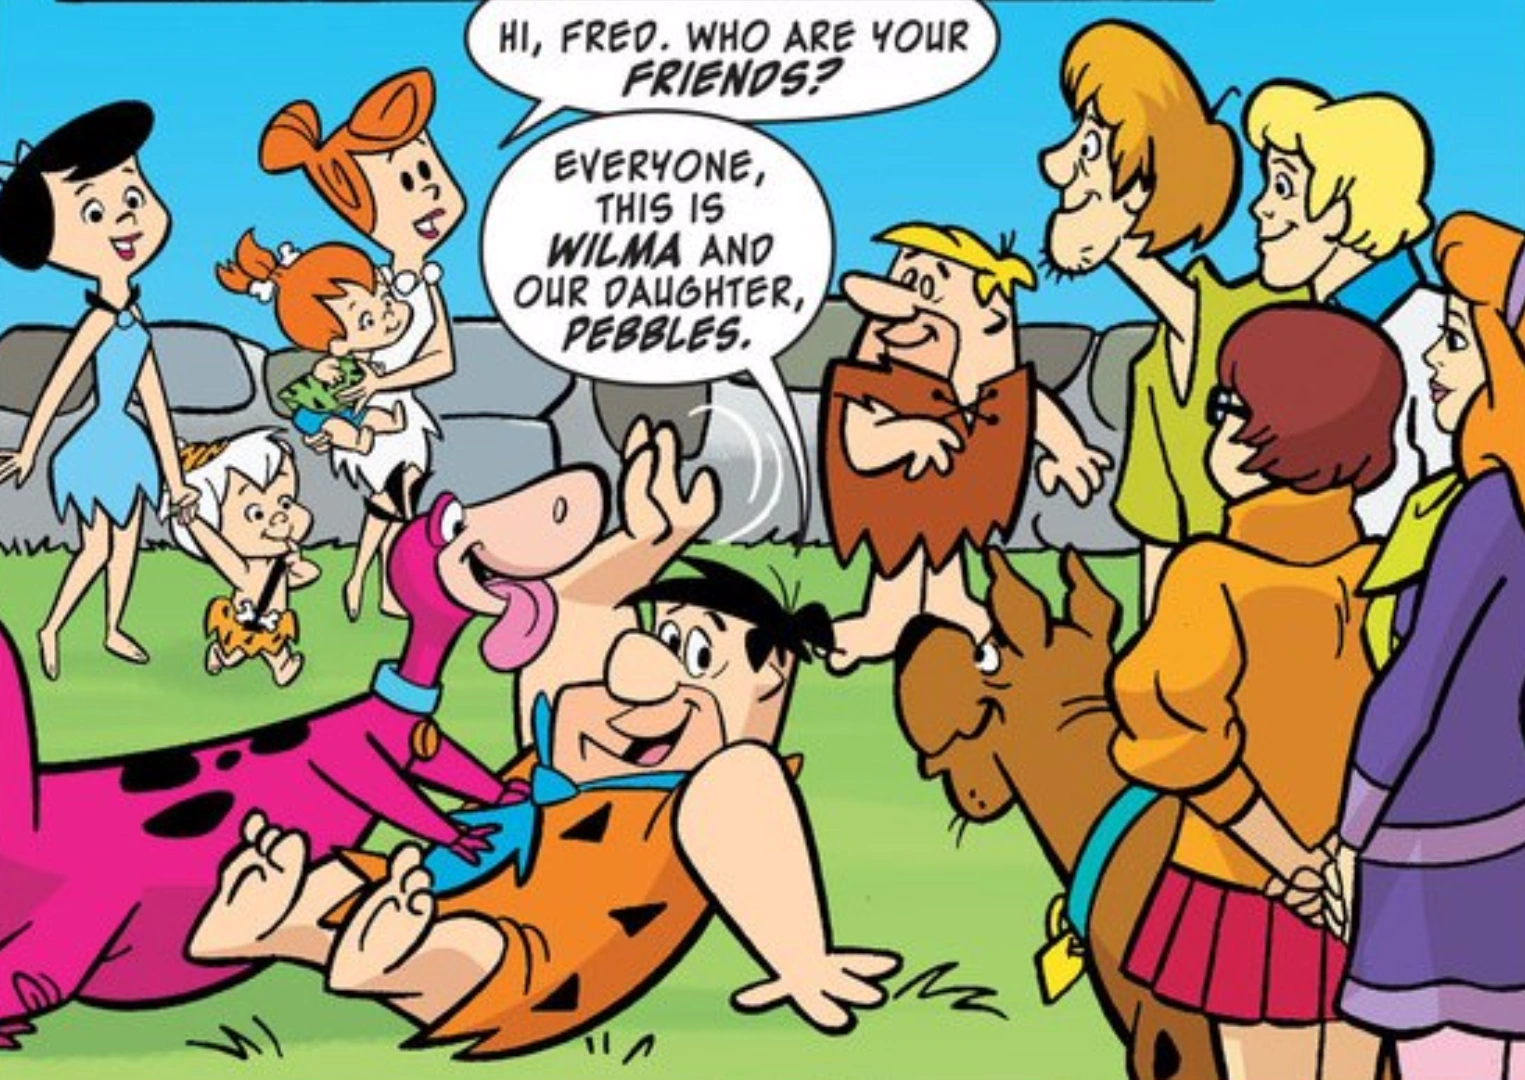 HI, FRED. WHO ARE YOUR
FRIENDS?
EVERYONE,
THIS IS
WILMA AND
OUR DAUGHTER,
PEBBLES.